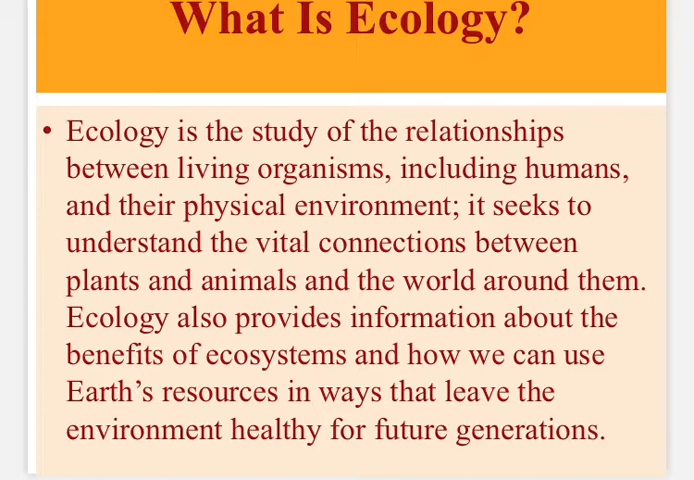 What Is Ecology?
• Ecology is the study of the relationships
between living organisms, including humans,
and their physical environment; it seeks to
understand the vital connections between
plants and animals and the world around them.
Ecology also provides information about the
benefits of ecosystems and how we can use
Earth’s resources in ways that leave the
environment healthy for future generations.